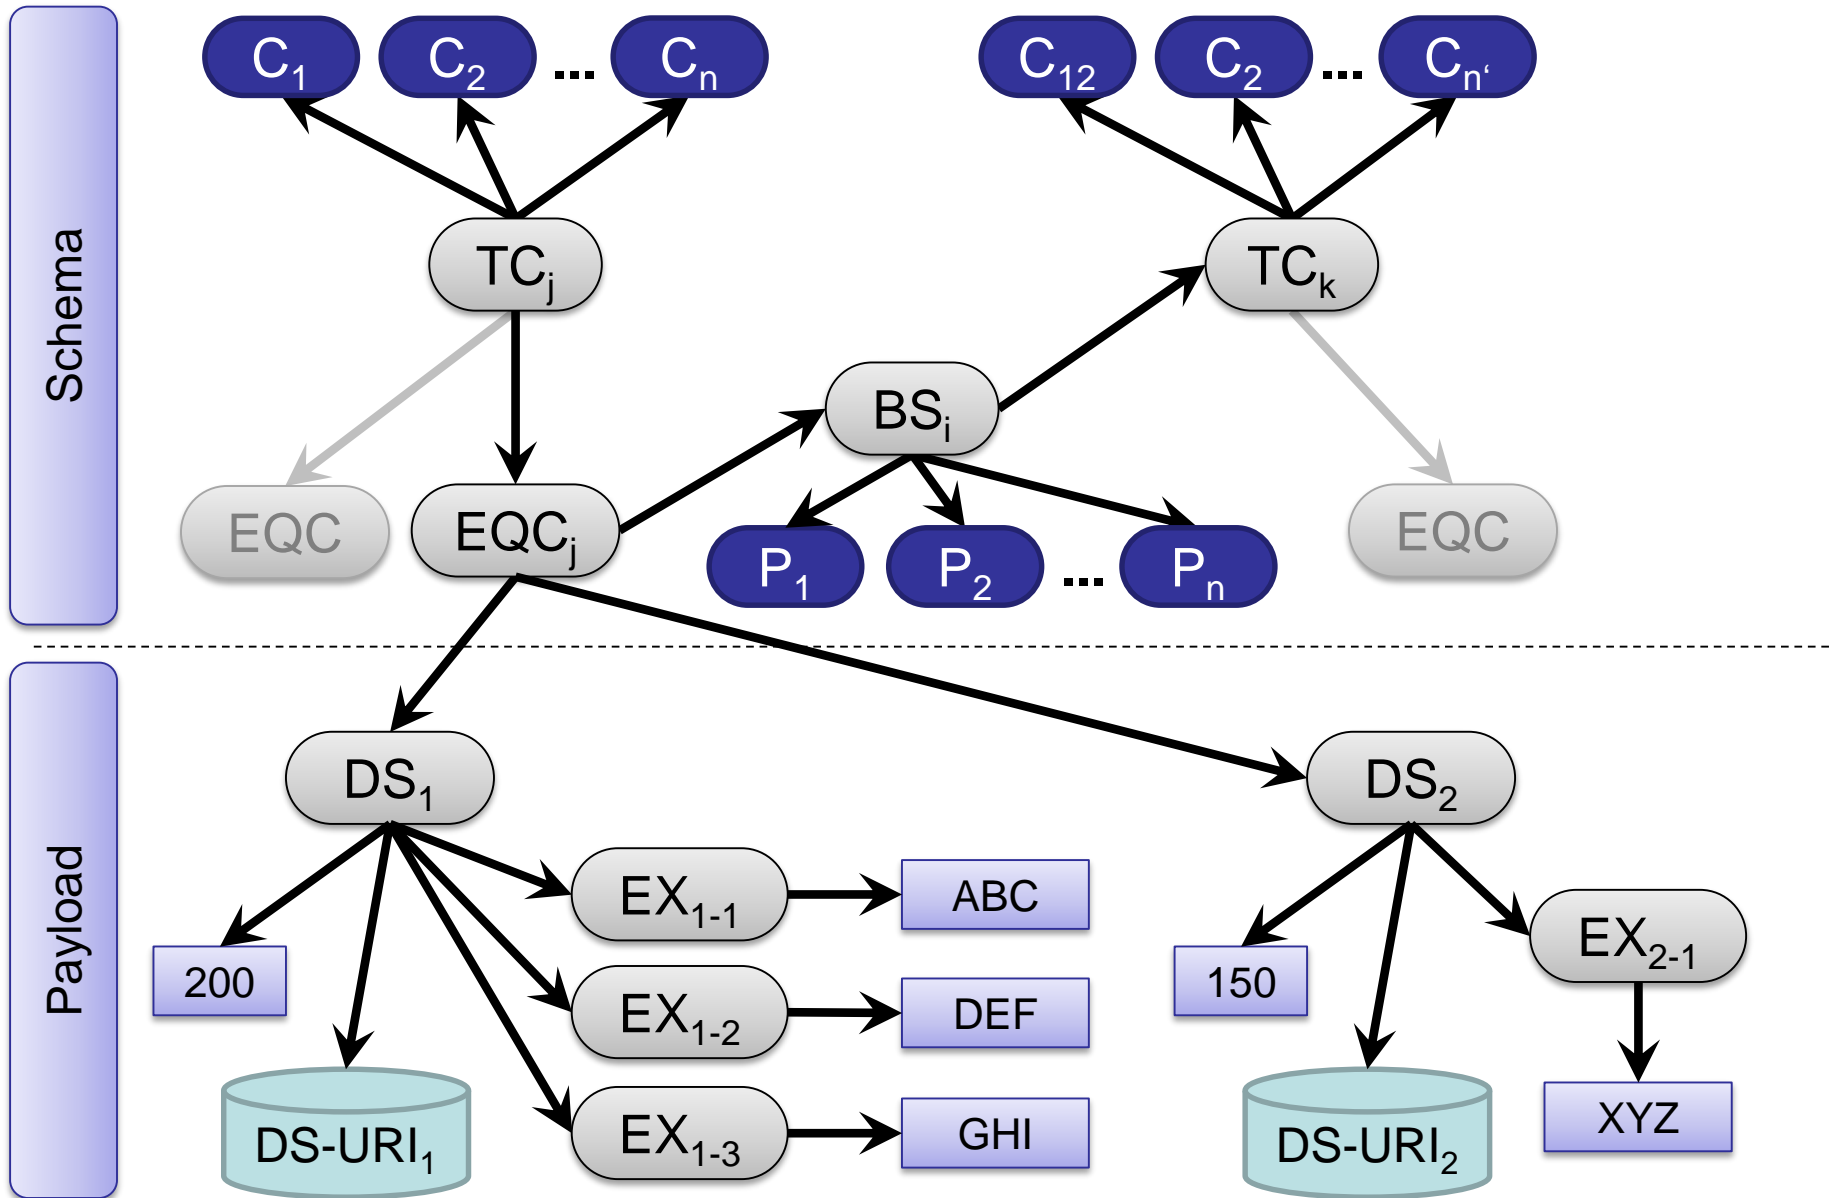 Schema
C1 C2 ... Cn C12 C2 ... Cn‘
TCj TCk
BSi
EQC EQCj EQC
P1 P2 ... Pn
Payload
DS1 DS2
EX1-1 ABC
EX2-1
200 150
EX1-2 DEF
DS-URI1 EX1-3 GHI DS-URI2 XYZ